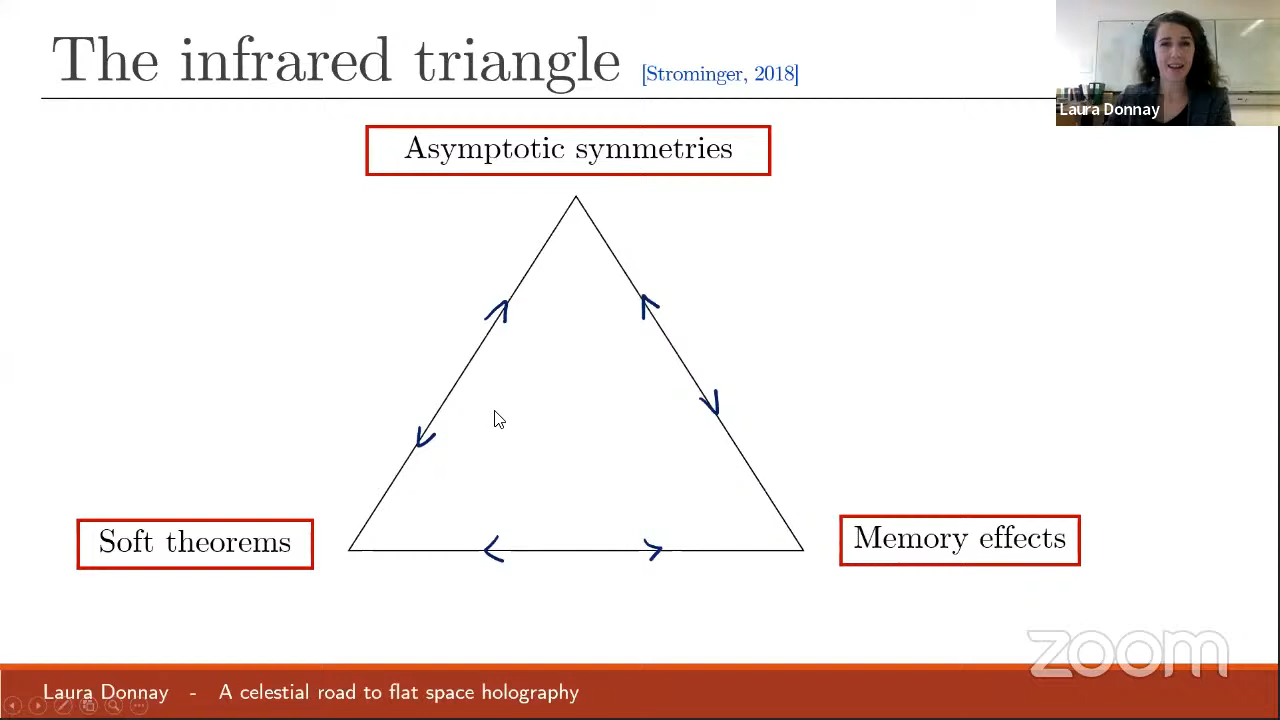 The infrared triangle [Strominger, 2018]
Laura Donnay
Asymptotic symmetries
Soft theorems
Memory effects
zoom
Laura Donnay - A celestial road to flat space holography